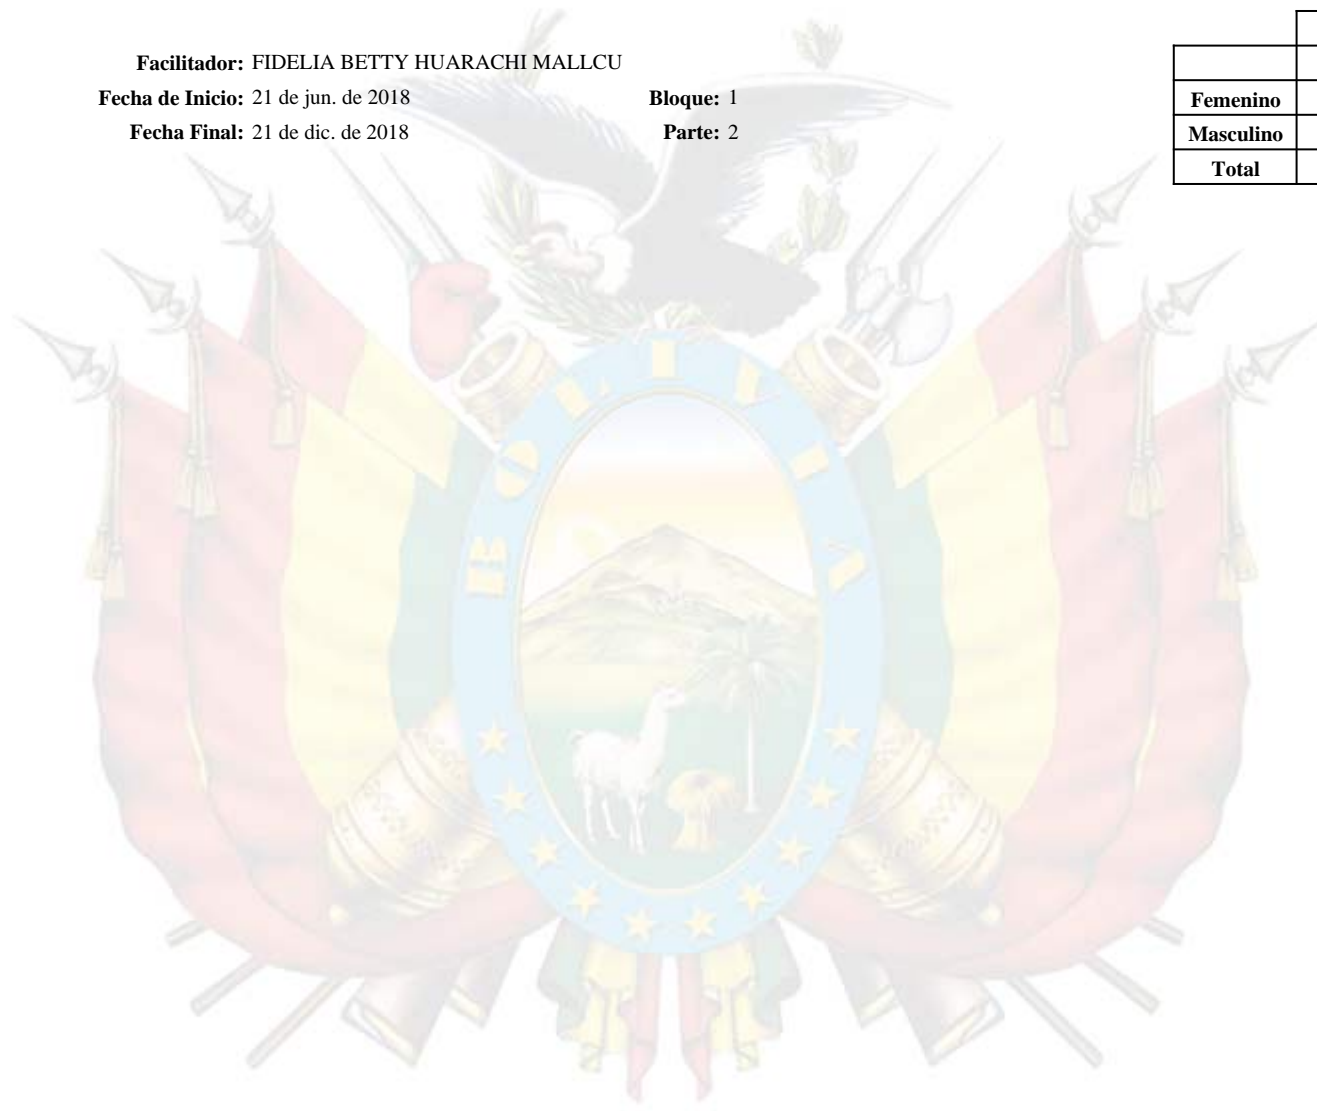 Facilitador: FIDELIA BETTY HUARACHI MALLCU
Fecha de Inicio: 21 de jun. de 2018 Bloque: 1
Fecha Final: 21 de dic. de 2018 Parte: 2
Femenino
Masculino
Total
BOLIVIA